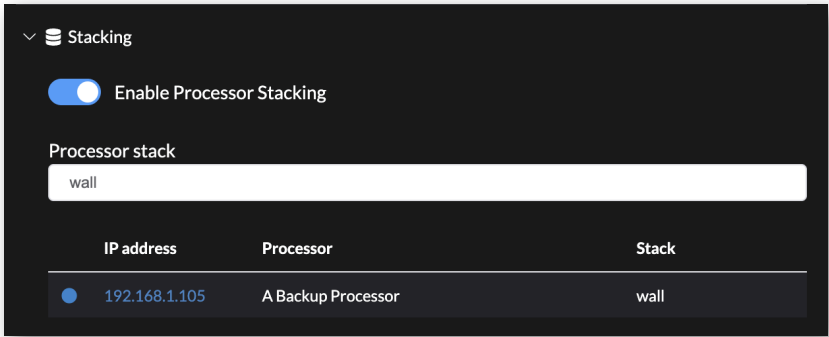 Stacking
Enable Processor Stacking
Processor stack
wall
IP address Processor Stack
192.168.1.105 A Backup Processor wall